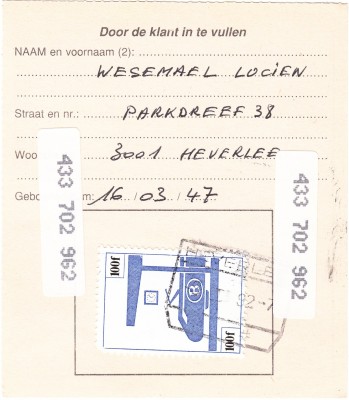 Door de klant in te vullen
NAAM en voornaam (2):
WESEMAEL LUCIEN
Straat en nr.: PARKDREEF 38
Woo 3001 HEVERLEE
Gebo m: 16 / 03 / 47
433 702 962
433 702 962
100F
100F
B